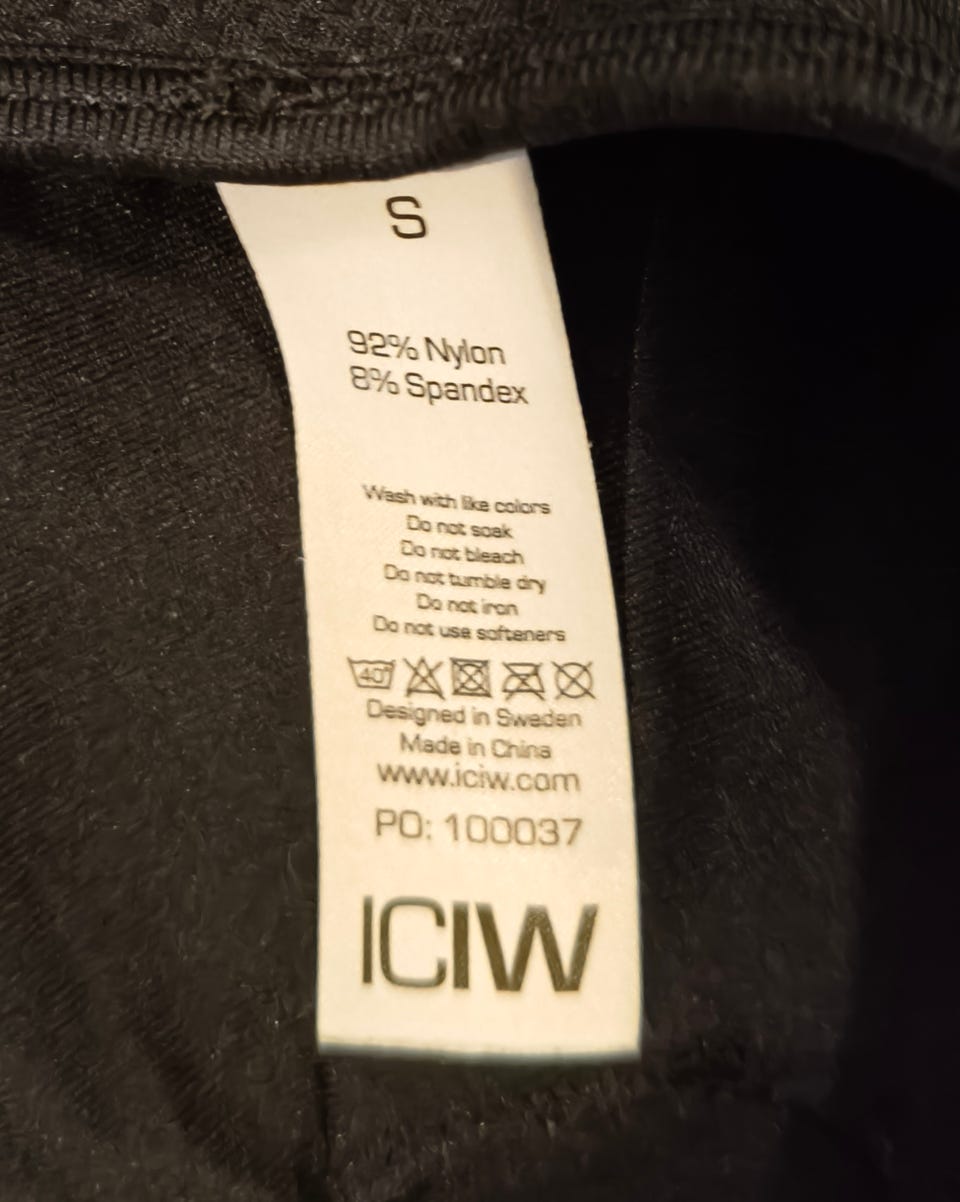 S
92% Nylon
8% Spandex
Wash with like colors
Do not soak
Do not bleach
Do not tumble dry
Do not iron
Do not use softeners
40°
Designed in Sweden
Made in China
www.iciw.com
PO: 100037
ICIW